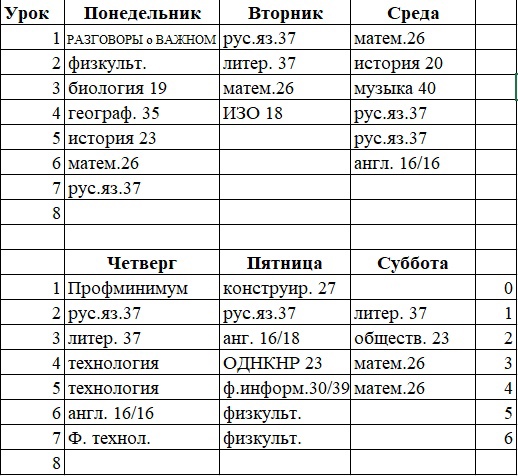 Урок Понедельник Вторник Среда
1 РАЗГОВОРЫ о ВАЖНОМ рус.яз.37 матем.26
2 физкульт. литер. 37 история 20
3 биология 19 матем.26 музыка 40
4 географ. 35 ИЗО 18 рус.яз.37
5 история 23 рус.яз.37
6 матем.26 англ. 16/16
7 рус.яз.37
8
Четверг Пятница Суббота
1 Профминимум конструир. 27 0
2 рус.яз.37 рус.яз.37 литер. 37 1
3 литер. 37 анг. 16/18 обществ. 23 2
4 технология ОДНКНР 23 матем.26 3
5 технология ф.информ.30/39 матем.26 4
6 англ. 16/16 физкульт. 5
7 Ф. технол. физкульт. 6
8